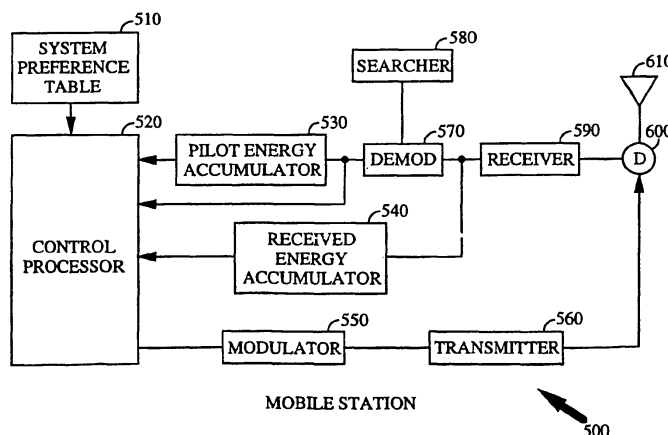 510
SYSTEM
PREFERENCE
TABLE
520
CONTROL
PROCESSOR
530
PILOT ENERGY
ACCUMULATOR
540
RECEIVED
ENERGY
ACCUMULATOR
550
MODULATOR
560
TRANSMITTER
580
SEARCHER
570
DEMOD
590
RECEIVER
610
600
D
MOBILE STATION
500